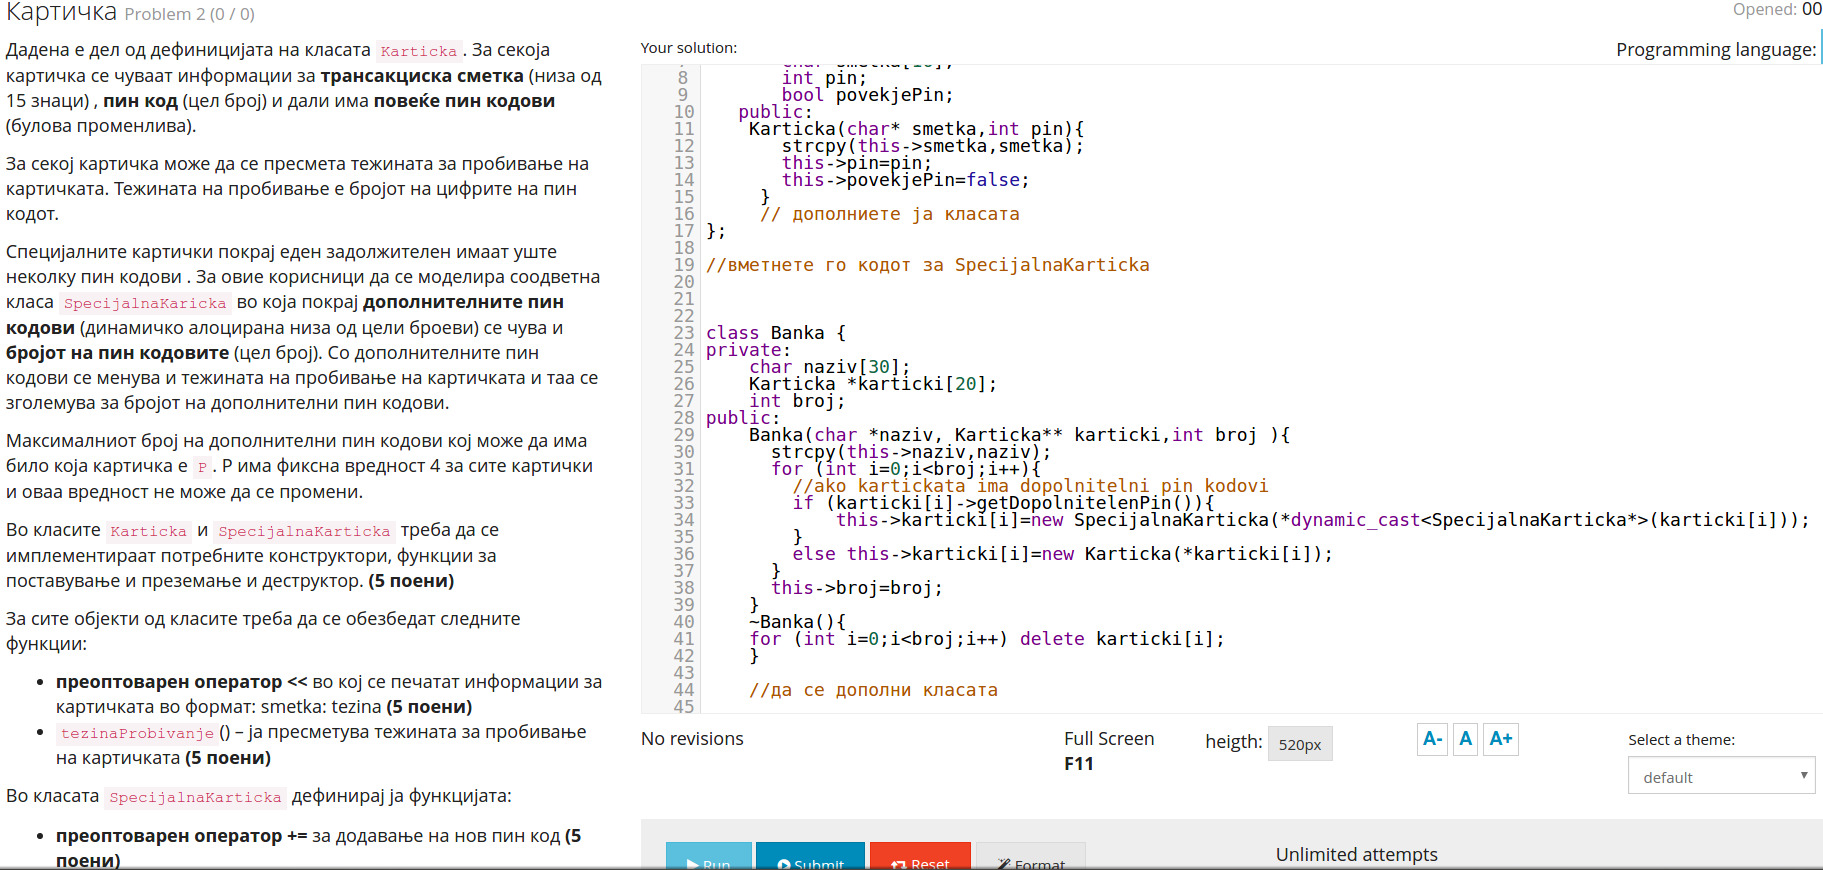 Картичка Problem 2 (0 / 0)
Opened: 00
Дадена е дел од дефиницијата на класата Karticka. За секоја
картичка се чуваат информации за трансакциска сметка (низа од
15 знаци) , пин код (цел број) и дали има повеќе пин кодови
(булова променлива).
За секој картичка може да се пресмета тежината за пробивање на
картичката. Тежината на пробивање е бројот на цифрите на пин
кодот.
Специјалните картички покрај еден задолжителен имаат уште
неколку пин кодови . За овие корисници да се моделира соодветна
класа SpecijalnaKaricka во која покрај дополнителните пин
кодови (динамичко алоцирана низа од цели броеви) се чува и
бројот на пин кодовите (цел број). Со дополнителните пин
кодови се менува и тежината на пробивање на картичката и таа се
зголемува за бројот на дополнителни пин кодови.
Максималниот број на дополнителни пин кодови кој може да има
било која картичка е P. P има фиксна вредност 4 за сите картички
и оваа вредност не може да се промени.
Во класите Karticka и SpecijalnaKarticka треба да се
имплементираат потребните конструктори, функции за
поставување и преземање и деструктор. (5 поени)
За сите објекти од класите треба да се обезбедат следните
функции:
• преоптоварен оператор << во кој се печатат информации за
картичката во формат: smetka: tezina (5 поени)
• tezinaProbivanje() – ја пресметува тежината за пробивање
на картичката (5 поени)
Во класата SpecijalnaKarticka дефинирај ја функцијата:
• преоптоварен оператор += за додавање на нов пин код (5
поени)
Your solution:
Programming language:
7 char smetka[16];
8 int pin;
9 bool povekjePin;
10 public:
11 Karticka(char* smetka,int pin){
12 strcpy(this->smetka,smetka);
13 this->pin=pin;
14 this->povekjePin=false;
15 }
16 // дополниете ја класата
17 };
18
19 //вметнете го кодот за SpecijalnaKarticka
20
21
22
23 class Banka {
24 private:
25 char naziv[30];
26 Karticka *karticki[20];
27 int broj;
28 public:
29 Banka(char *naziv, Karticka** karticki,int broj ){
30 strcpy(this->naziv,naziv);
31 for (int i=0;i<broj;i++){
32 //ako karticкata ima dopolnitelni pin kodovi
33 if (karticki[i]->getDopolnitelenPin()){
34 this->karticki[i]=new SpecijalnaKarticka(*dynamic_cast<SpecijalnaKarticka*>(karticki[i]));
35 }
36 else this->karticki[i]=new Karticka(*karticki[i]);
37 }
38 this->broj=broj;
39 }
40 ~Banka(){
41 for (int i=0;i<broj;i++) delete karticki[i];
42 }
43
44 //да се дополни класата
45
No revisions
Full Screen
F11
heigth: 520px
A- A A+
Select a theme:
default
Run Submit Reset Format
Unlimited attempts